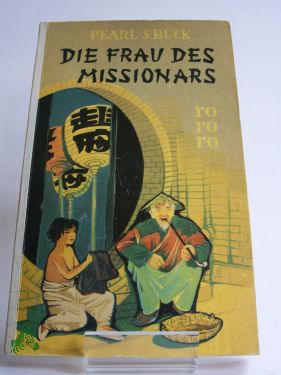 PEARL S. BUCK
DIE FRAU DES
MISSIONARS
ro
ro
ro